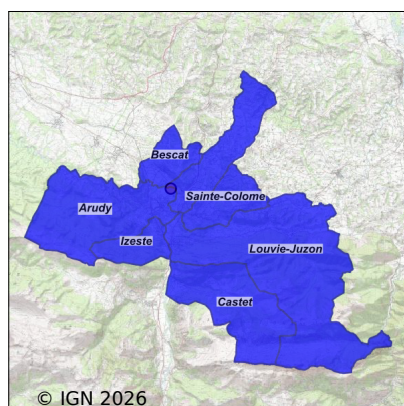 Bescat
Sainte-Colome
Arudy
Izeste
Louvie-Juzon
Castet
© IGN 2026